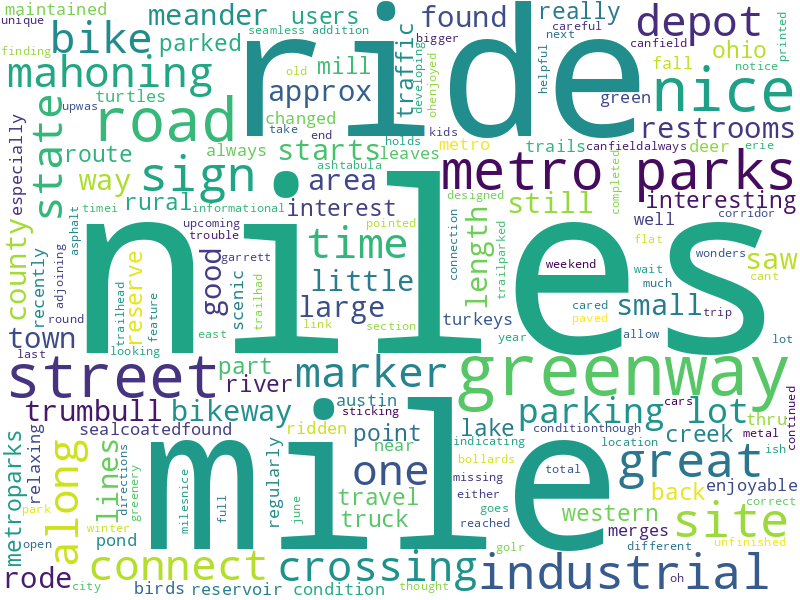 maintained
unique
meander
users
found
really
depot
printed
careful
seamless addition
bike
parked
ride
traffic
developing
bigger
next
canfield
ohio
finding
mahoning
old
mill
approx
ohenjoyed
helpful
fall
notice
nice
turtles
upwas
changed
green
state
road
take
end
kids
restrooms
especially
route
always
starts
holds
metro
trails
canfieldalways
deer
erie
leaves
ashtabula
metro parks
way
sign
area
completed
rural
interest
still
interesting
county
timei
informational
designed
well
corridor
recently
asphalt
upcoming
trouble
pointed
niles
flat
adjoining
reserve
good
time
connection
length
trailparked
weekend
wait
wonders
saw
garrett
much
cant
scenic
little
cared
trailhead
feature
trailhad
large
paved
small
trip
round
link
section
turkeys
town
east
year
allow
lot
looking
last
part
street
river
marker
greenway
austin
cars
trumbull
bikeway
sticking
parking lot
continued
sealcoatedfound
ridden
point
lake
conditionthough
thru
metroparks
relaxing
along
lines
directions
greenery
regularly
near
indicating
location
metal
creek
mile
one
bollards
ish
missing
total
great
back
enjoyable
milesnice
full
june
travel
either
western
correct
park
winter
truck
goes
site
open
pond
reached
merges
unfinished
golr
different
connect
crossing
industrial
rode
city
birds
reservoir
condition
thought
oh